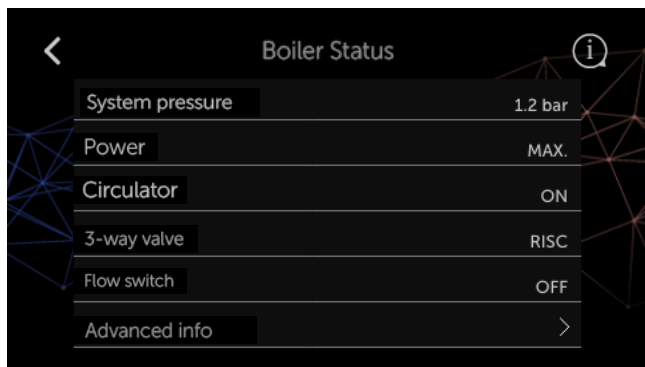 Boiler Status
i
System pressure 1.2 bar
Power MAX.
Circulator ON
3-way valve RISC
Flow switch OFF
Advanced info